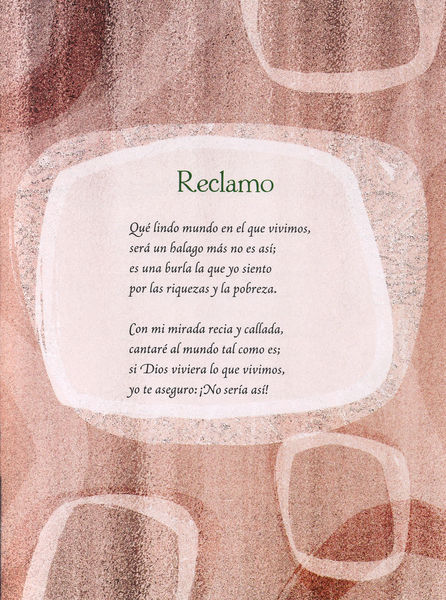 Reclamo
Qué lindo mundo en el que vivimos,
será un halago más no es así;
es una burla la que yo siento
por las riquezas y la pobreza.
Con mi mirada recia y callada,
cantaré al mundo tal como es;
si Dios viviera lo que vivimos,
yo te aseguro: ¡No sería así!